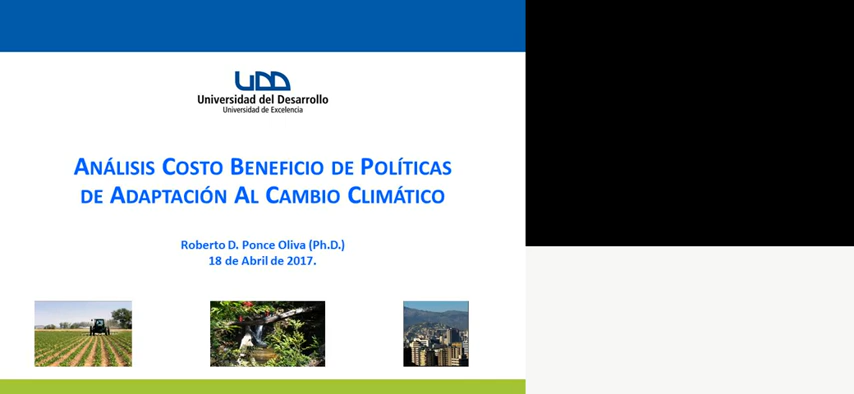 UDD
Universidad del Desarrollo
Universidad de Excelencia
ANÁLISIS COSTO BENEFICIO DE POLÍTICAS
DE ADAPTACIÓN AL CAMBIO CLIMÁTICO
Roberto D. Ponce Oliva (Ph.D.)
18 de Abril de 2017.